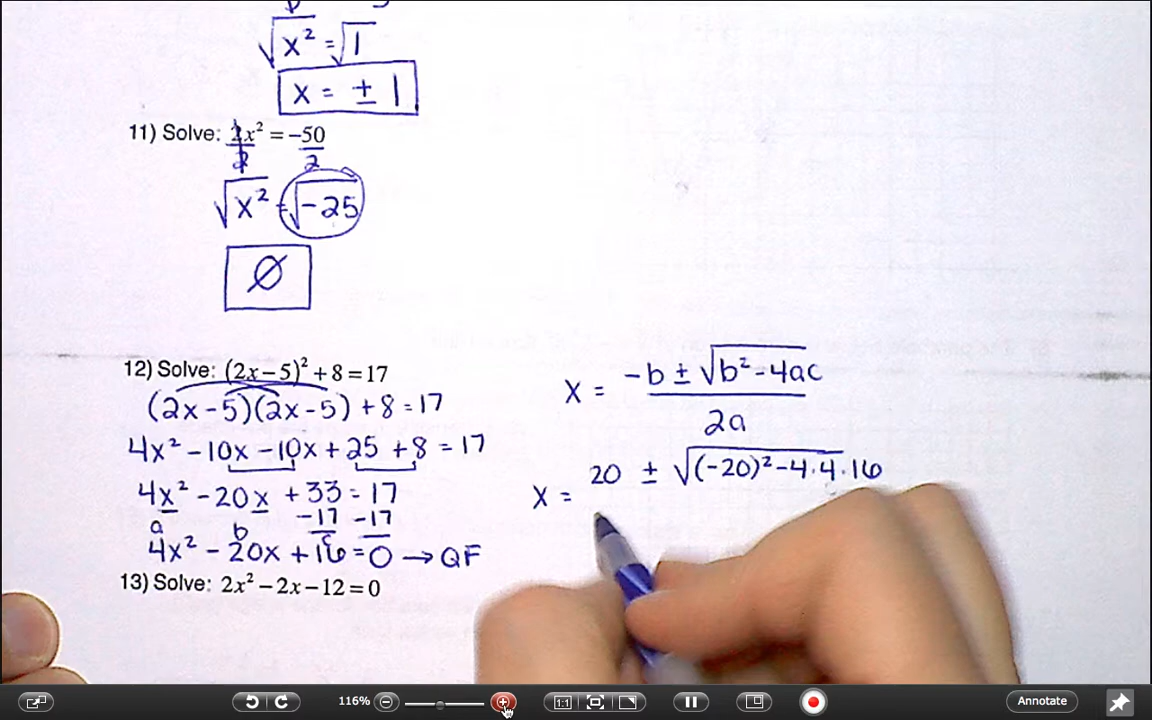 √x² = √1
x = ± 1
11) Solve: 2x² = −50
2 2
√x² = √−25
∅
12) Solve: (2x − 5)² + 8 = 17
(2x − 5)(2x − 5) + 8 = 17
4x² − 10x − 10x + 25 + 8 = 17
4x² − 20x + 33 = 17
−17 −17
a b c
4x² − 20x + 16 = 0 → QF
x = −b ± √b² − 4ac
2a
x = 20 ± √(−20)² − 4·4·16
13) Solve: 2x² − 2x − 12 = 0
116%
1:1
Annotate